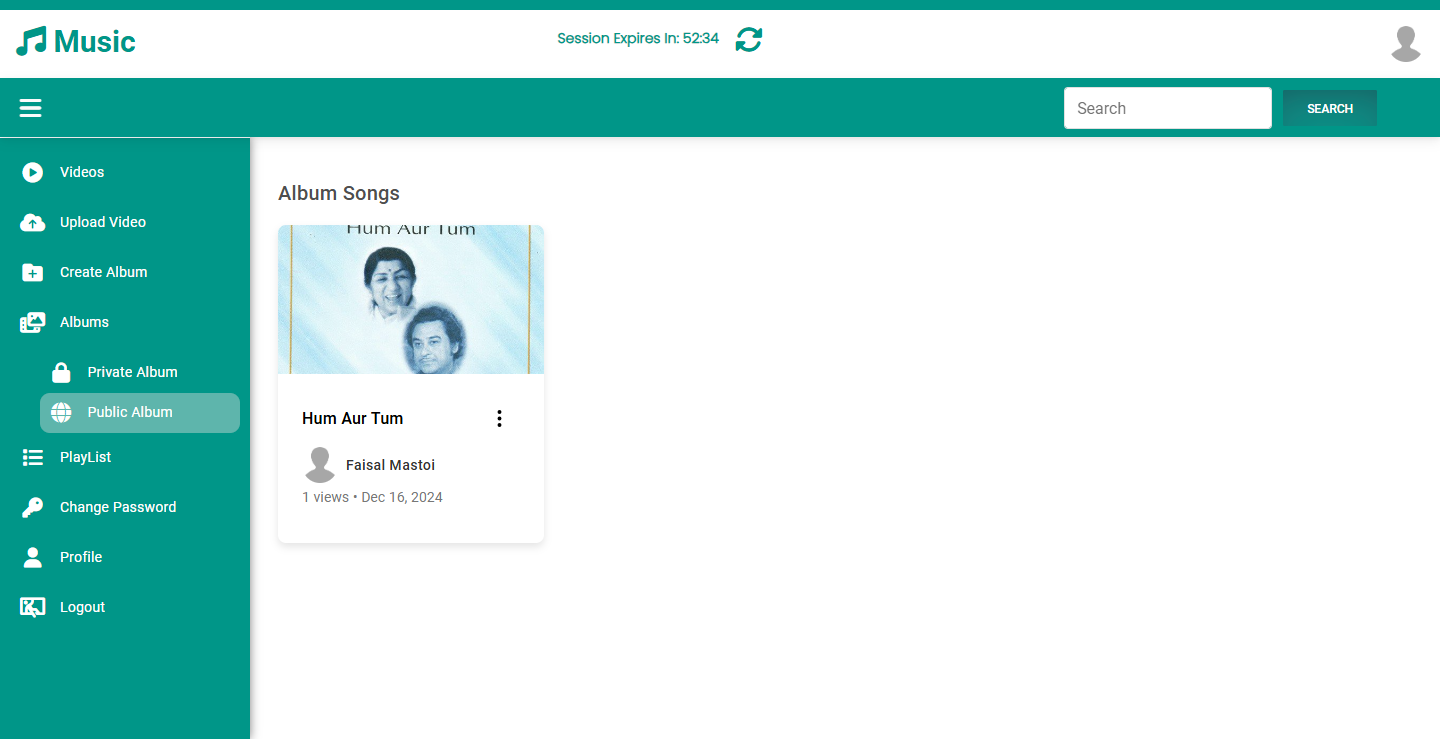 Music
Session Expires In: 52:34
Search
SEARCH
Videos
Upload Video
Create Album
Albums
Private Album
Public Album
PlayList
Change Password
Profile
Logout
Album Songs
Hum Aur Tum
Hum Aur Tum
Faisal Mastoi
1 views • Dec 16, 2024